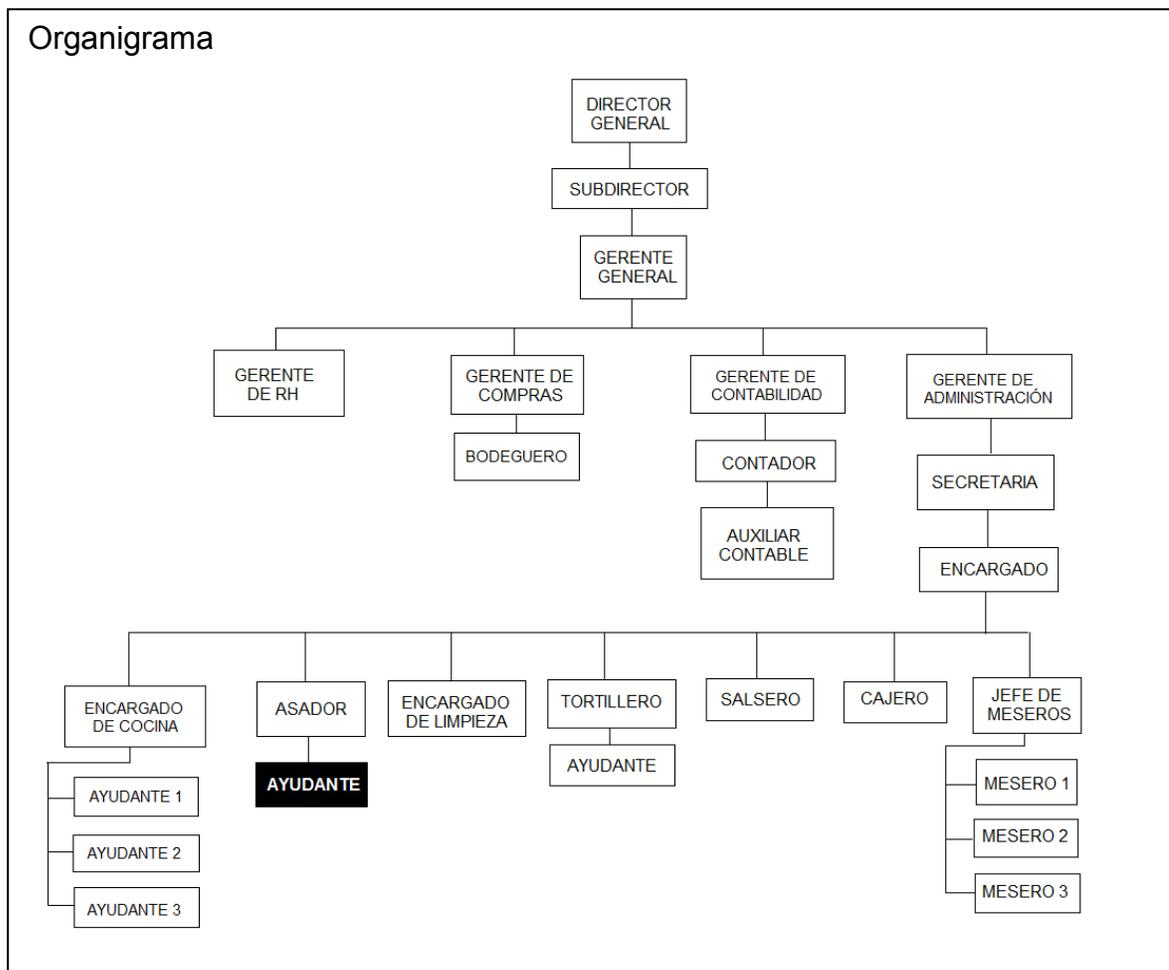 Organigrama
DIRECTOR
GENERAL
SUBDIRECTOR
GERENTE
GENERAL
GERENTE
DE RH
GERENTE DE
COMPRAS
GERENTE DE
CONTABILIDAD
GERENTE DE
ADMINISTRACIÓN
BODEGUERO
CONTADOR
SECRETARIA
AUXILIAR
CONTABLE
ENCARGADO
ENCARGADO
DE COCINA
ASADOR
ENCARGADO
DE LIMPIEZA
TORTILLERO
SALSERO
CAJERO
JEFE DE
MESEROS
AYUDANTE
AYUDANTE
AYUDANTE 1
AYUDANTE 2
AYUDANTE 3
MESERO 1
MESERO 2
MESERO 3